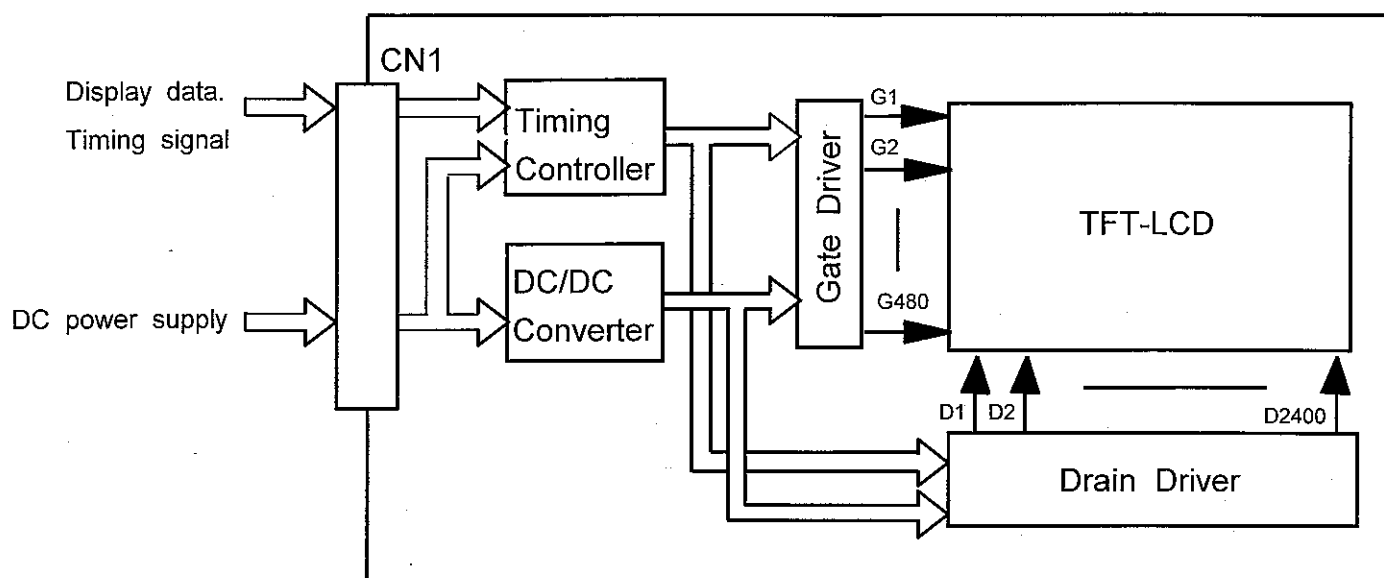 CN1
Display data.
Timing signal
DC power supply
Timing
Controller
DC/DC
Converter
Gate Driver
G1
G2
G480
TFT-LCD
D1
D2
D2400
Drain Driver